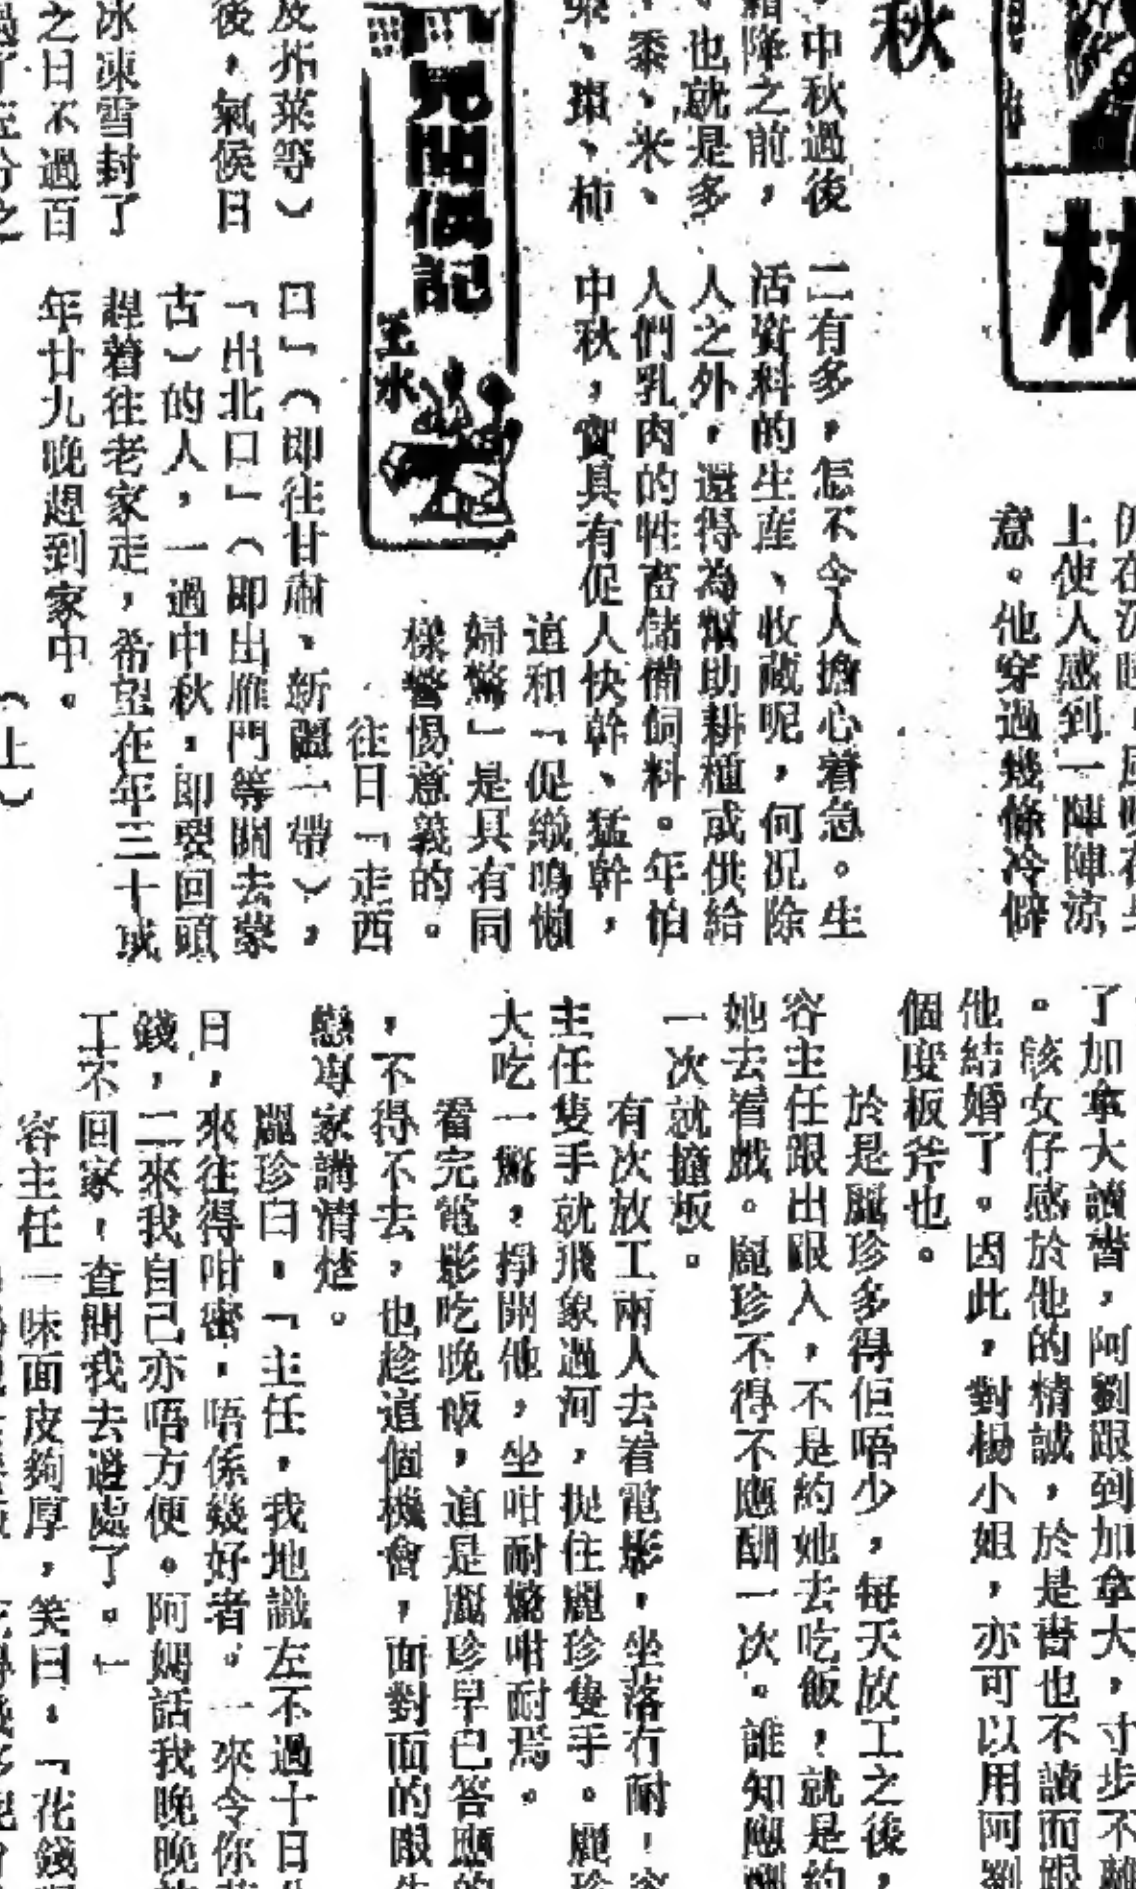 林
秋
中秋過後
霜降之前，
、也就是多
、黍、米、
棗、柿
二有多，怎不令人擔心着急。生
活資料的生産、收藏呢，何况除
人之外，還得為幫助耕種或供給
人們乳肉的牲畜儲備飼料。年怕
中秋，實具有促人快幹、猛幹，
這和「促織鳴懶
婦驚」是具有同
樣警惕意義的。
往日「走西
口」（即往甘肅、新疆一帶），
「出北口」（即出雁門等關去蒙
古）的人，一過中秋，即要回頭
趕着往老家走，希望在年三十或
年廿九晚趕到家中。
（上）
見聞偶記
王水
及芥菜等）
後，氣候日
冰凍雪封了
之日不過百
上使人感到一陣陣涼
意。他穿過幾條冷僻
了加拿大讀書，阿劉跟到加拿大，寸步不離
。該女仔感於他的精誠，於是書也不讀而跟
他結婚了。因此，對楊小姐，亦可以用阿劉
個度板斧也。
於是麗珍多得佢唔少，每天放工之後，
容主任跟出跟入，不是約她去吃飯，就是約
她去看戲。麗珍不得不應酬一次。誰知應酬
一次就撞板。
有次放工兩人去看電影，坐落冇耐，容
主任隻手就飛象過河，捉住麗珍隻手。麗珍
大吃一驚，掙開他，坐咁耐驚咁耐焉。
看完電影吃晚飯，這是麗珍早已答應的
，不得不去，也趁這個機會，面對面的跟
戀專家講清楚。
麗珍曰：「主任，我地識左不過十日
日，來往得咁密，唔係幾好者。一來令你
錢，二來我自己亦唔方便。阿媽話我晚晚
工不回家，查問我去邊處了。」
容主任一味面皮夠厚，笑曰：「花錢